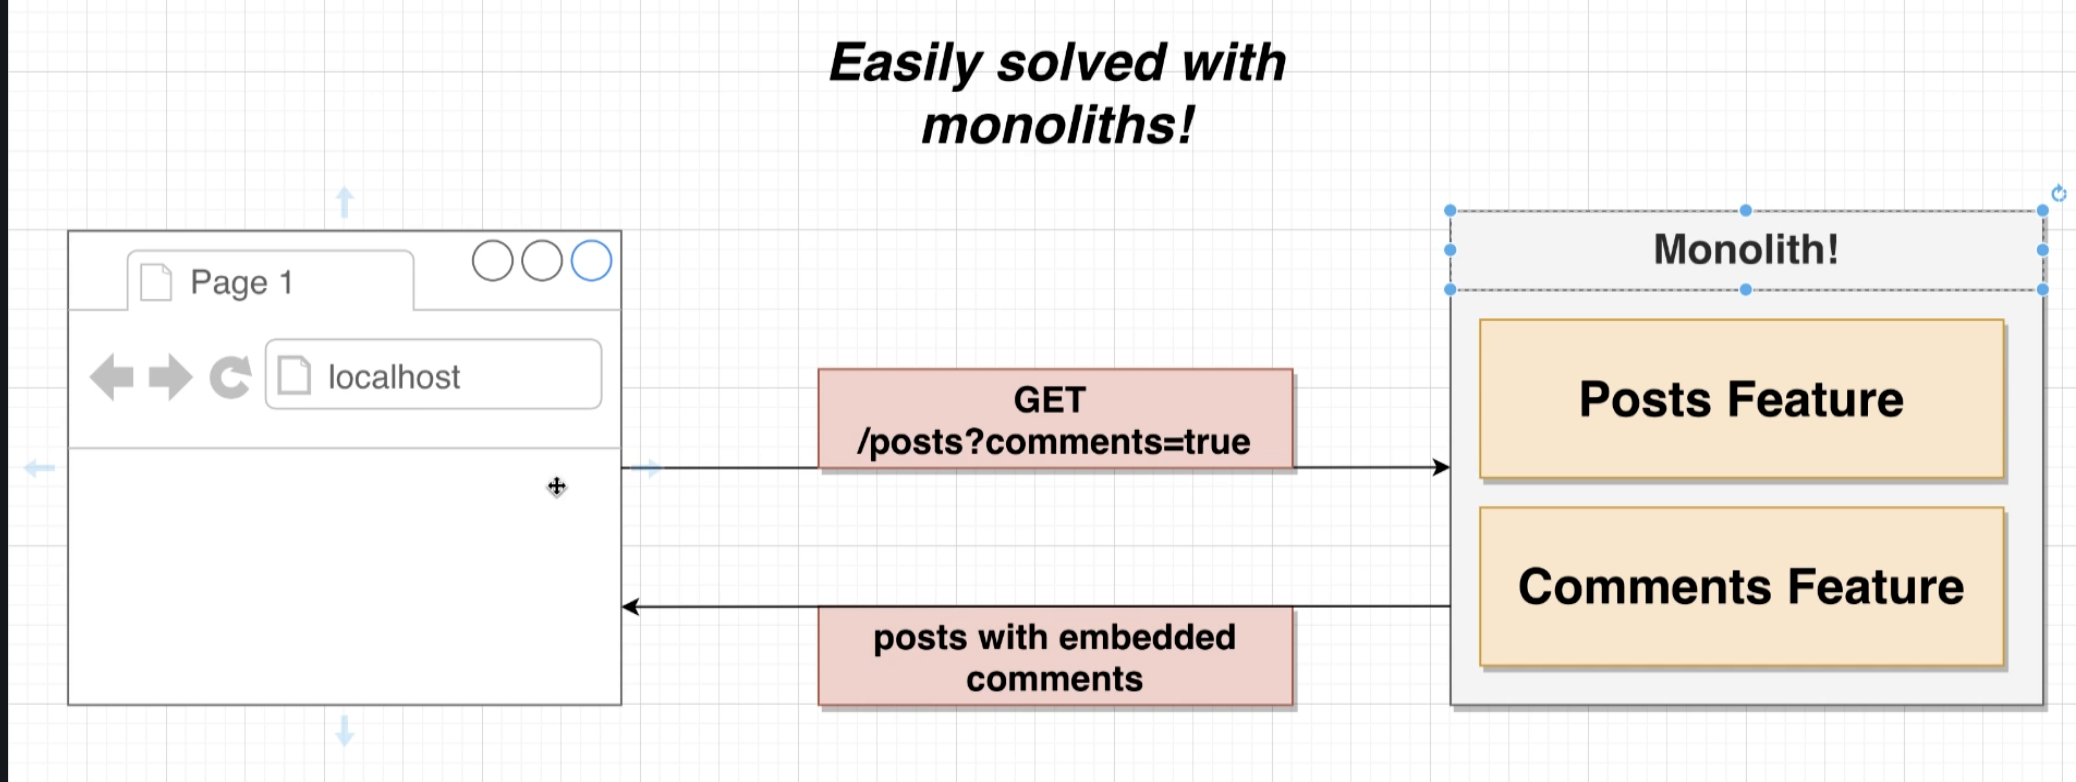 Easily solved with
monoliths!
Page 1
localhost
GET
/posts?comments=true
posts with embedded
comments
Monolith!
Posts Feature
Comments Feature